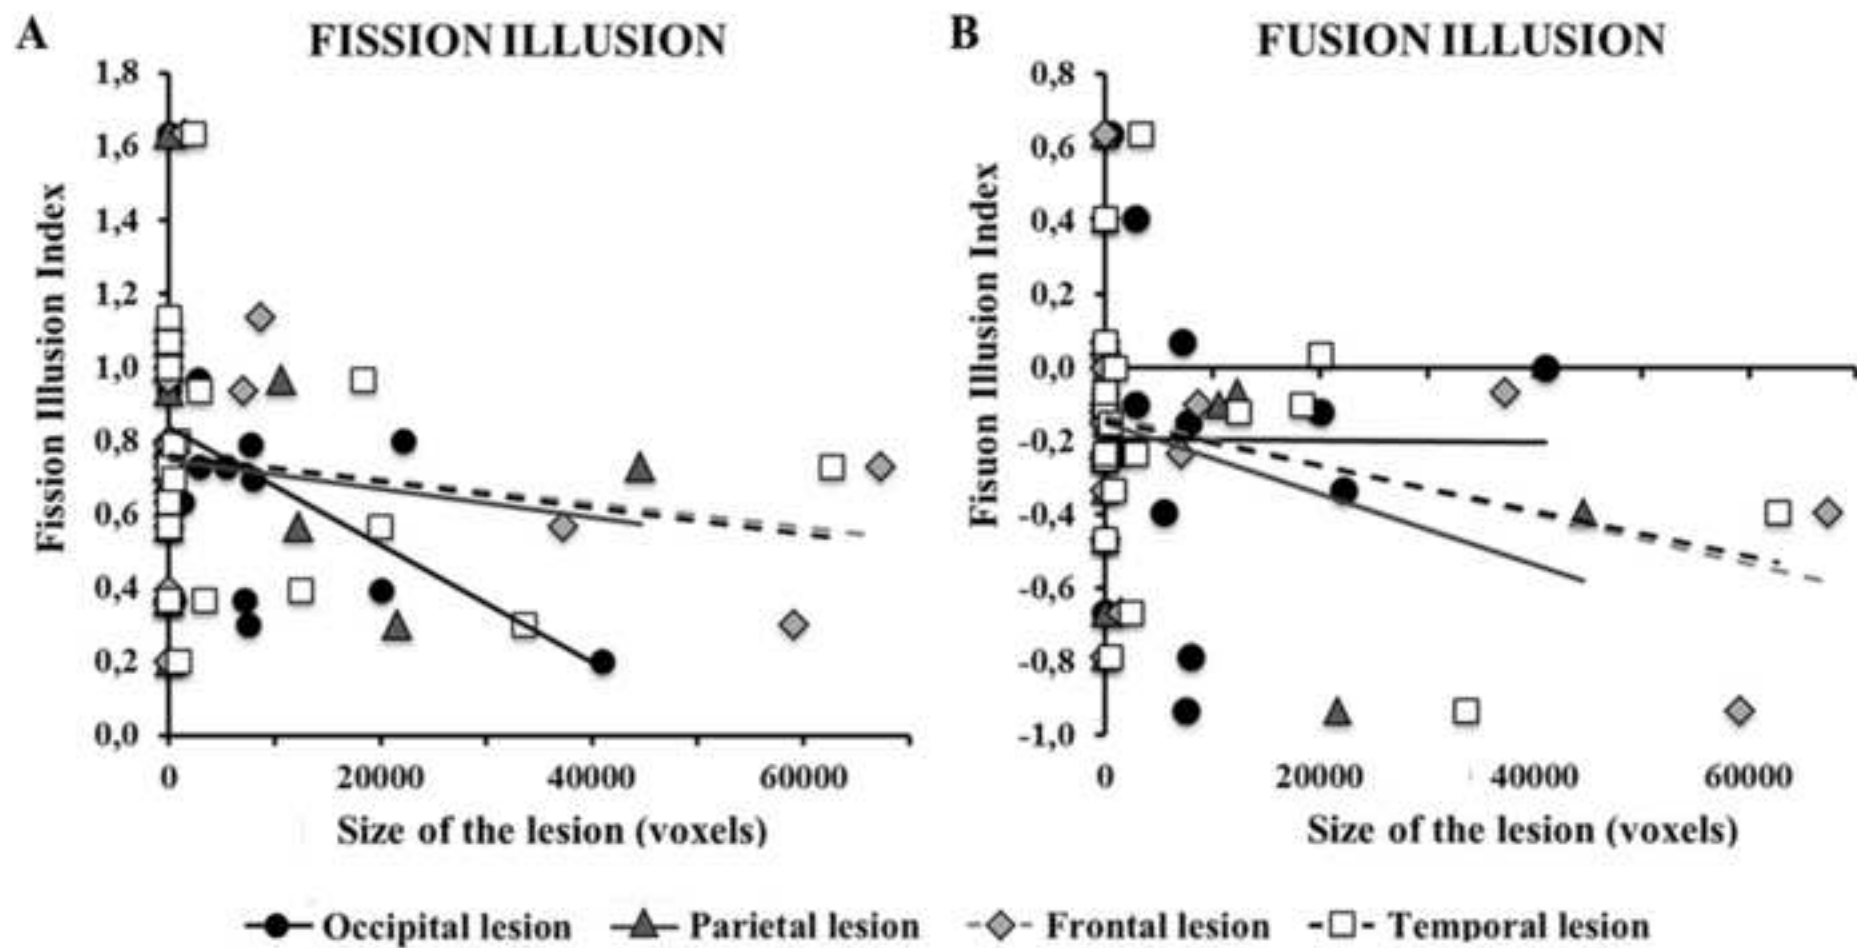 A FISSION ILLUSION
Fission Illusion Index
1,8
1,6
1,4
1,2
1,0
0,8
0,6
0,4
0,2
0,0
0 20000 40000 60000
Size of the lesion (voxels)
B FUSION ILLUSION
Fisuon Illusion Index
0,8
0,6
0,4
0,2
0,0
-0,2
-0,4
-0,6
-0,8
-1,0
0 20000 40000 60000
Size of the lesion (voxels)
Occipital lesion Parietal lesion Frontal lesion Temporal lesion